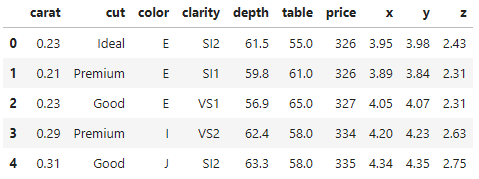 carat cut color clarity depth table price x y z
0 0.23 Ideal E SI2 61.5 55.0 326 3.95 3.98 2.43
1 0.21 Premium E SI1 59.8 61.0 326 3.89 3.84 2.31
2 0.23 Good E VS1 56.9 65.0 327 4.05 4.07 2.31
3 0.29 Premium I VS2 62.4 58.0 334 4.20 4.23 2.63
4 0.31 Good J SI2 63.3 58.0 335 4.34 4.35 2.75